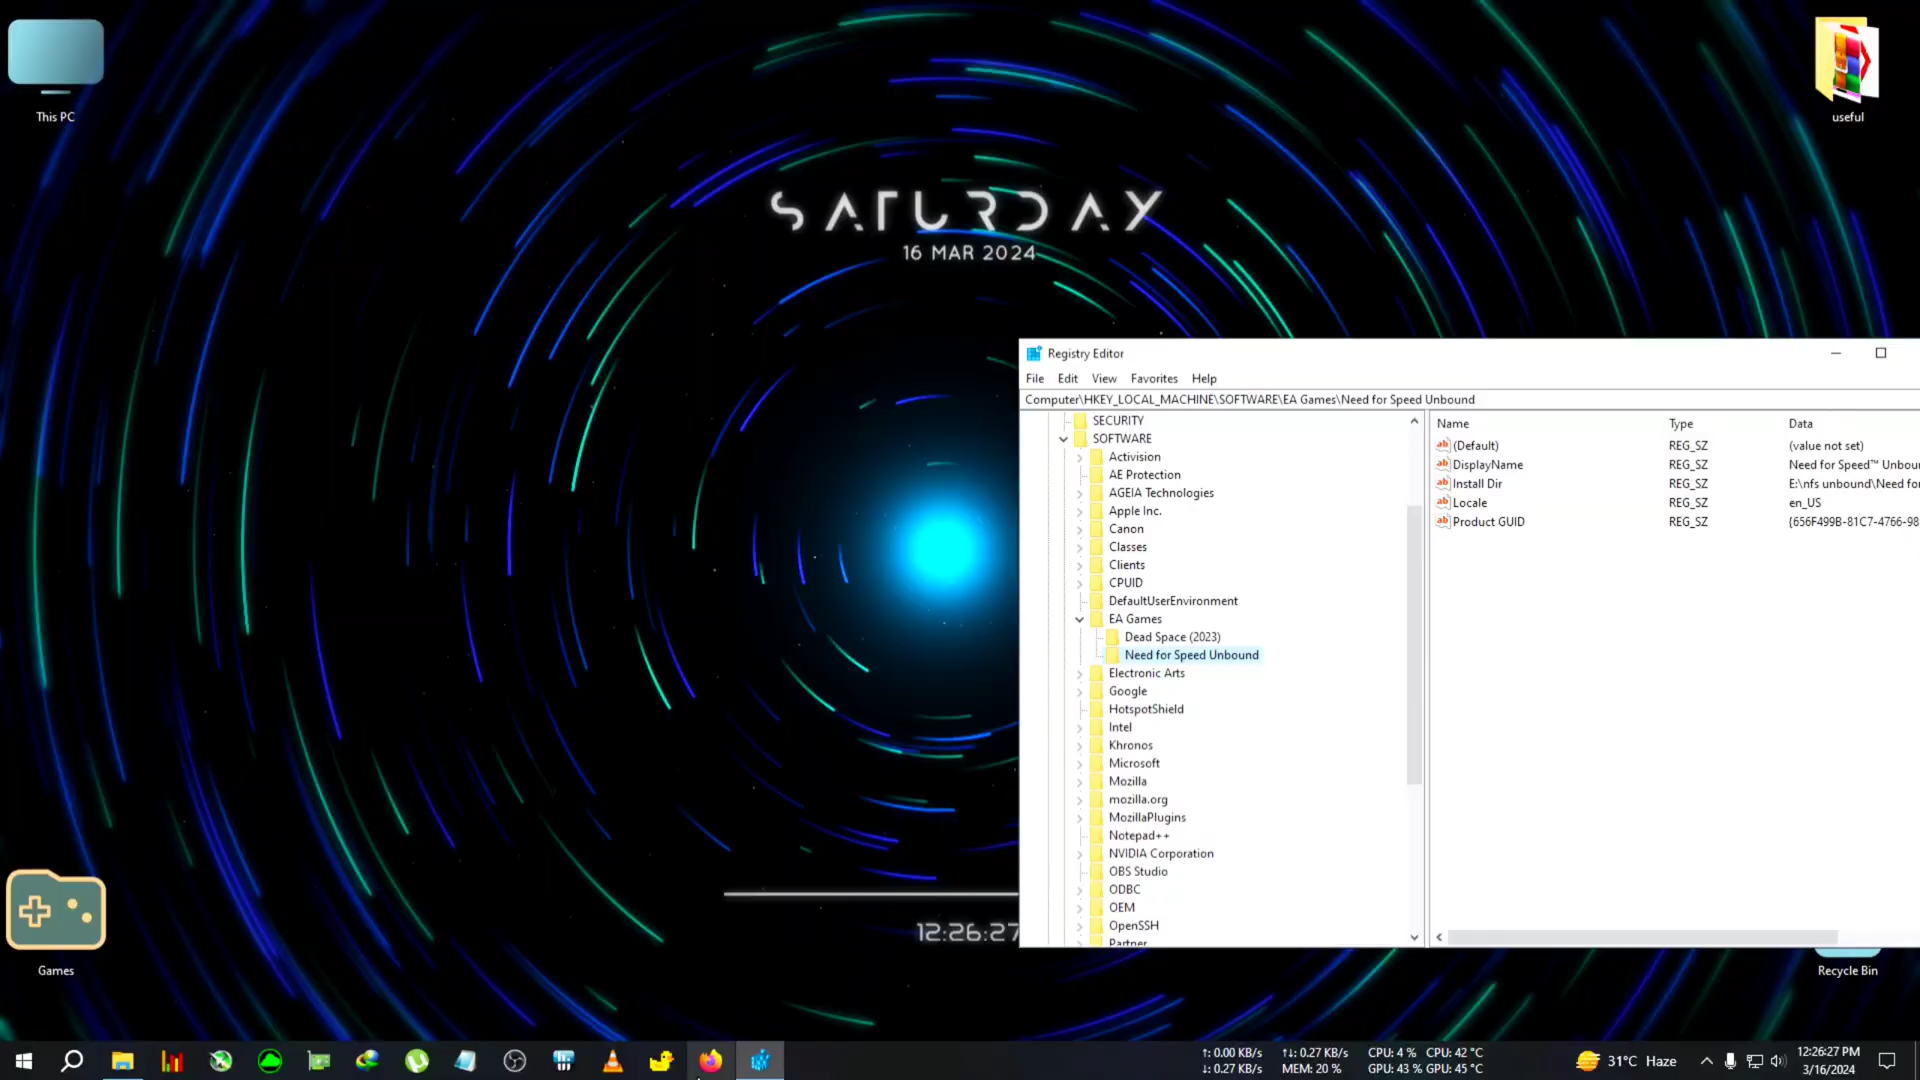 This PC
useful
SATURDAY
16 MAR 2024
12:26:27
Games
Recycle Bin
Registry Editor
File Edit View Favorites Help
Computer\HKEY_LOCAL_MACHINE\SOFTWARE\EA Games\Need for Speed Unbound
SECURITY
SOFTWARE
Activision
AE Protection
AGEIA Technologies
Apple Inc.
Canon
Classes
Clients
CPUID
DefaultUserEnvironment
EA Games
Dead Space (2023)
Need for Speed Unbound
Electronic Arts
Google
HotspotShield
Intel
Khronos
Microsoft
Mozilla
mozilla.org
MozillaPlugins
Notepad++
NVIDIA Corporation
OBS Studio
ODBC
OEM
OpenSSH
Partner
Name Type Data
(Default) REG_SZ (value not set)
DisplayName REG_SZ Need for Speed™ Unbou
Install Dir REG_SZ E:\nfs unbound\Need for
Locale REG_SZ en_US
Product GUID REG_SZ {656F499B-81C7-4766-98
↑: 0.00 KB/s ↑↓: 0.27 KB/s CPU: 4 % CPU: 42 °C
↓: 0.27 KB/s MEM: 20 % GPU: 43 % GPU: 45 °C
31°C Haze
12:26:27 PM
3/16/2024